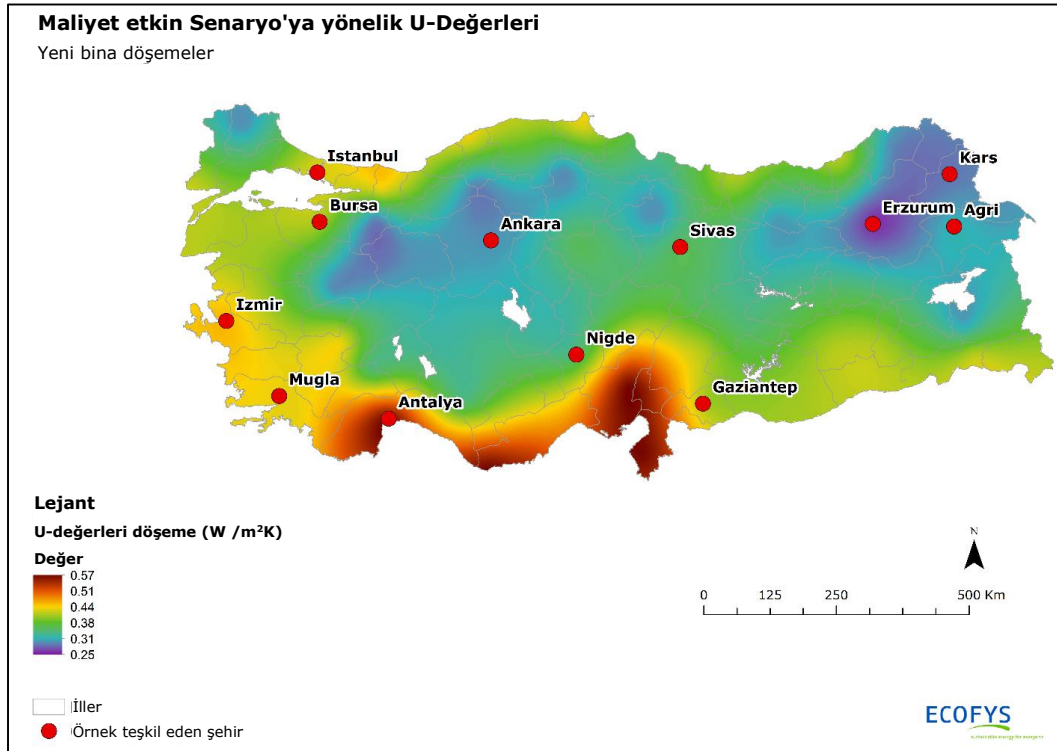 Maliyet etkin Senaryo'ya yönelik U-Değerleri
Yeni bina döşemeler
Istanbul
Kars
Bursa
Erzurum
Agri
Ankara
Sivas
Izmir
Nigde
Mugla
Gaziantep
Antalya
Lejant
U-değerleri döşeme (W /m²K)
Değer
0.57
0.51
0.44
0.38
0.31
0.25
N
0 125 250 500 Km
İller
Örnek teşkil eden şehir
ECOFYS